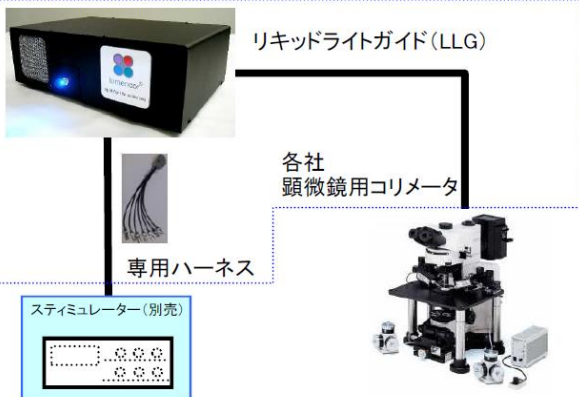 リキッドライトガイド(LLG)
lumencor
各社
顕微鏡用コリメータ
専用ハーネス
スティミュレーター(別売)